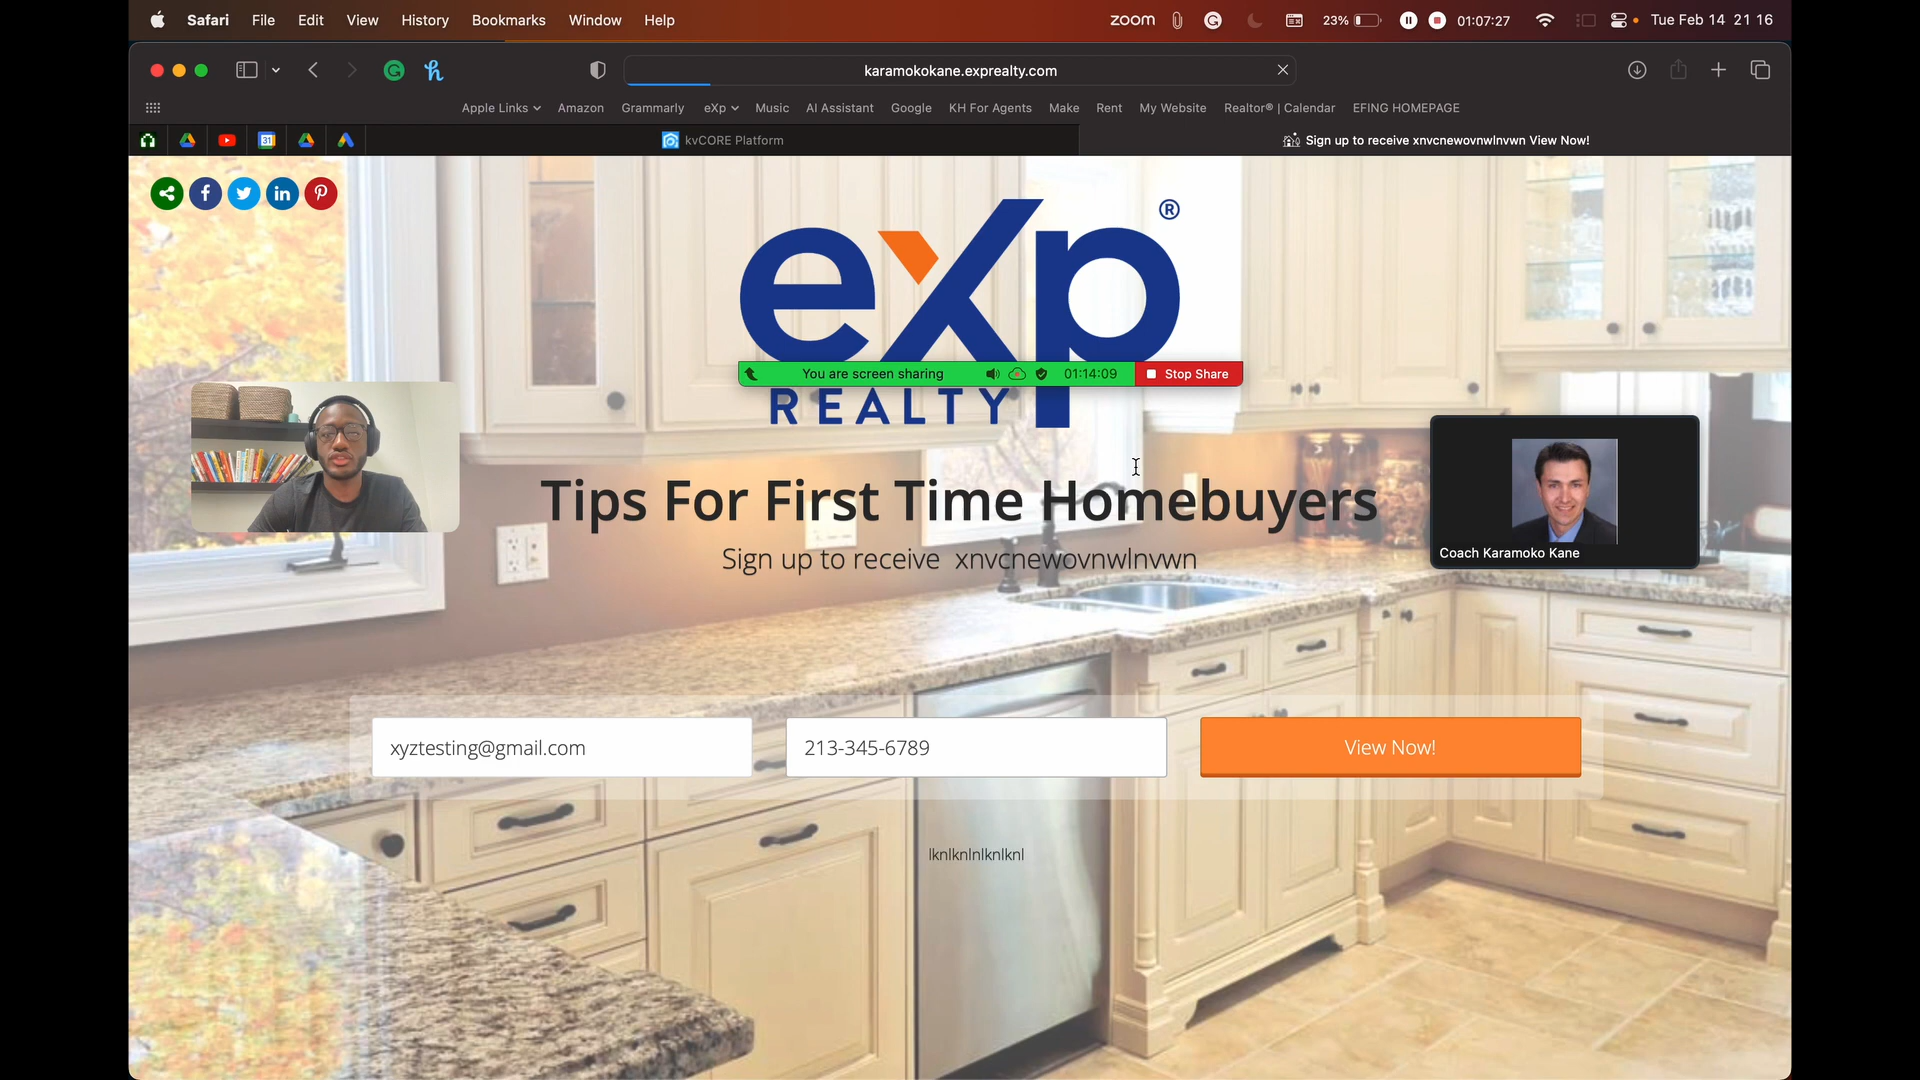 Safari File Edit View History Bookmarks Window Help zoom 23% 01:07:27 Tue Feb 14 21 16
karamokokane.exprealty.com
Apple Links Amazon Grammarly eXp Music AI Assistant Google KH For Agents Make Rent My Website Realtor® | Calendar EFING HOMEPAGE
31 kvCORE Platform Sign up to receive xnvcnewovnwlnvwn View Now!
eXp ®
You are screen sharing 01:14:09 Stop Share
REALTY
Tips For First Time Homebuyers
Sign up to receive xnvcnewovnwlnvwn
Coach Karamoko Kane
xyztesting@gmail.com 213-345-6789 View Now!
lknlknlnlknlknl